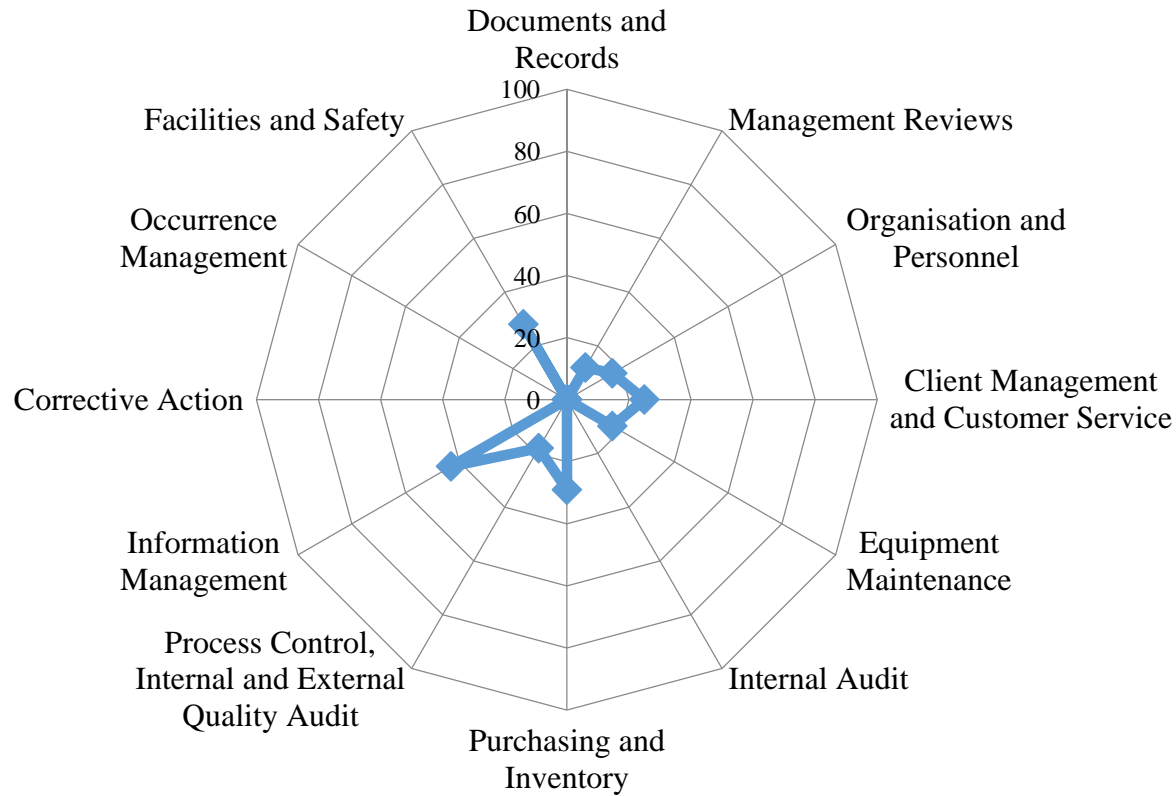 Documents and
Records
Management Reviews
Organisation and
Personnel
Client Management
and Customer Service
Equipment
Maintenance
Internal Audit
Purchasing and
Inventory
Process Control,
Internal and External
Quality Audit
Information
Management
Corrective Action
Occurrence
Management
Facilities and Safety
100
80
60
40
20
0